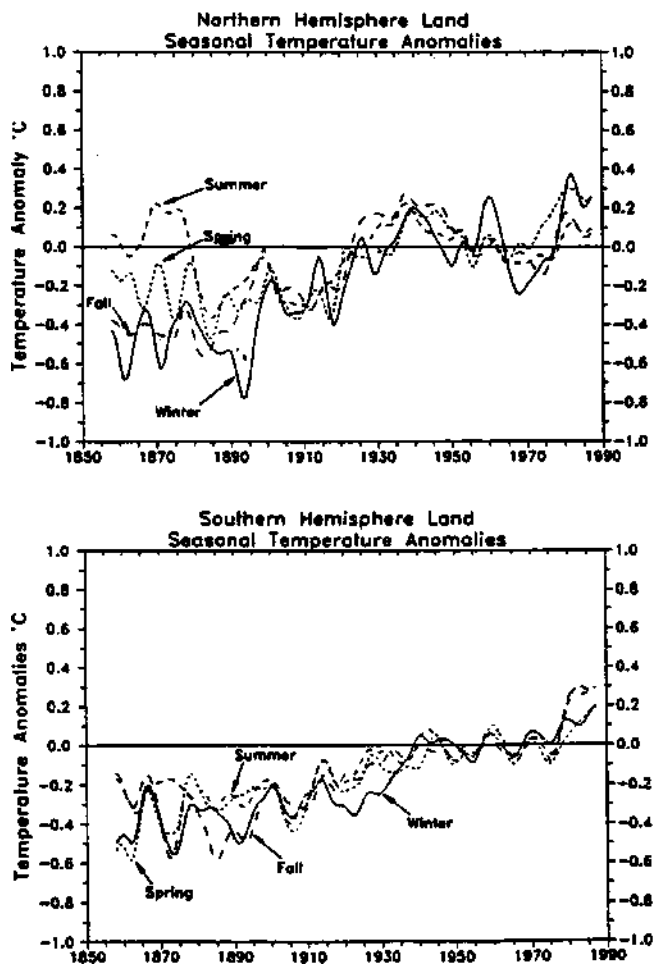 Northern Hemisphere Land
Seasonal Temperature Anomalies
Temperature Anomaly °C
1.0
0.8
0.6
0.4
0.2
0.0
-0.2
-0.4
-0.6
-0.8
-1.0
1.0
0.8
0.6
0.4
0.2
0.0
-0.2
-0.4
-0.6
-0.8
-1.0
Summer
Spring
Fall
Winter
1850 1870 1890 1910 1930 1950 1970 1990
Southern Hemisphere Land
Seasonal Temperature Anomalies
Temperature Anomalies °C
1.0
0.8
0.6
0.4
0.2
0.0
-0.2
-0.4
-0.6
-0.8
-1.0
1.0
0.8
0.6
0.4
0.2
0.0
-0.2
-0.4
-0.6
-0.8
-1.0
Summer
Winter
Fall
Spring
1850 1870 1890 1910 1930 1950 1970 1990